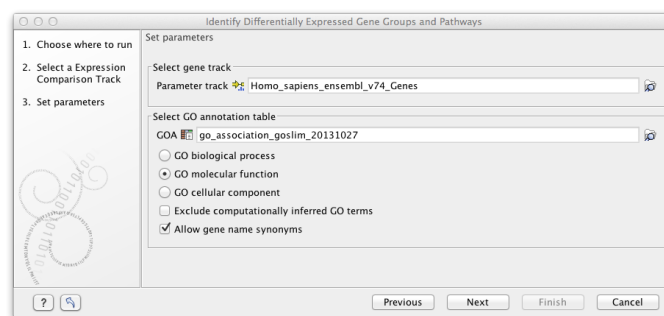 Identify Differentially Expressed Gene Groups and Pathways
1. Choose where to run
2. Select a Expression
Comparison Track
3. Set parameters
Set parameters
Select gene track
Parameter track Homo_sapiens_ensembl_v74_Genes
Select GO annotation table
GOA go_association_goslim_20131027
GO biological process
GO molecular function
GO cellular component
Exclude computationally inferred GO terms
Allow gene name synonyms
? Previous Next Finish Cancel